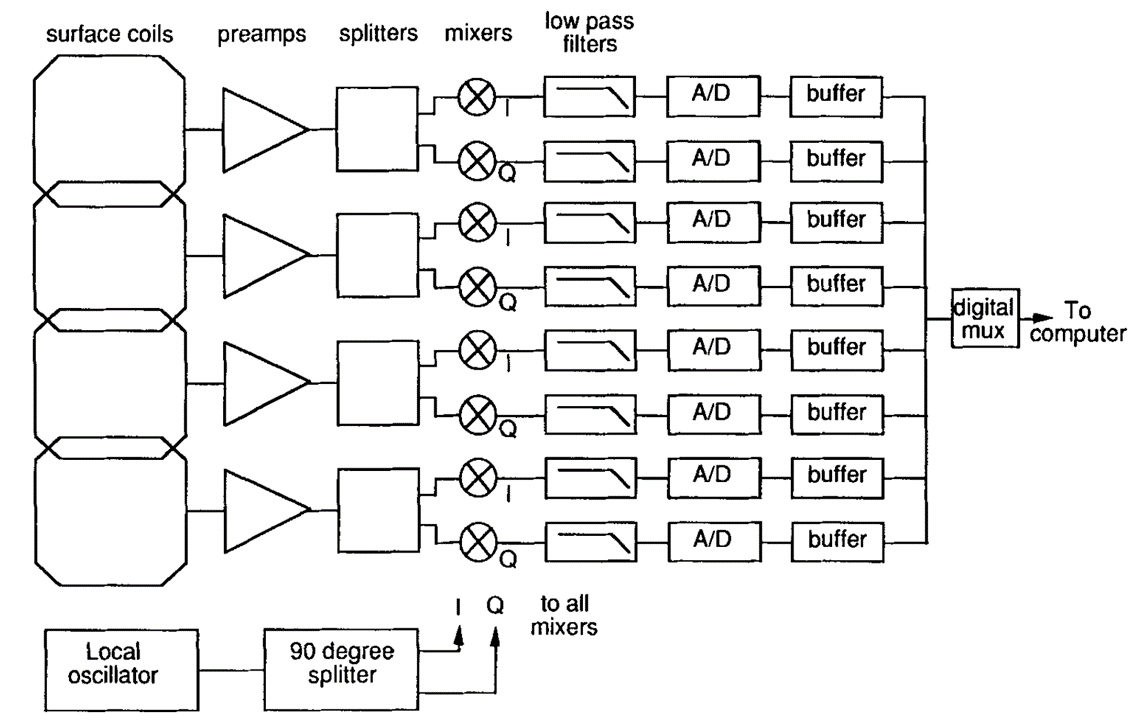 surface coils preamps splitters mixers low pass
filters
I A/D buffer
Q A/D buffer
I A/D buffer
Q A/D buffer
digital
mux
To
computer
I A/D buffer
Q A/D buffer
I A/D buffer
Q A/D buffer
I Q to all
mixers
Local
oscillator
90 degree
splitter